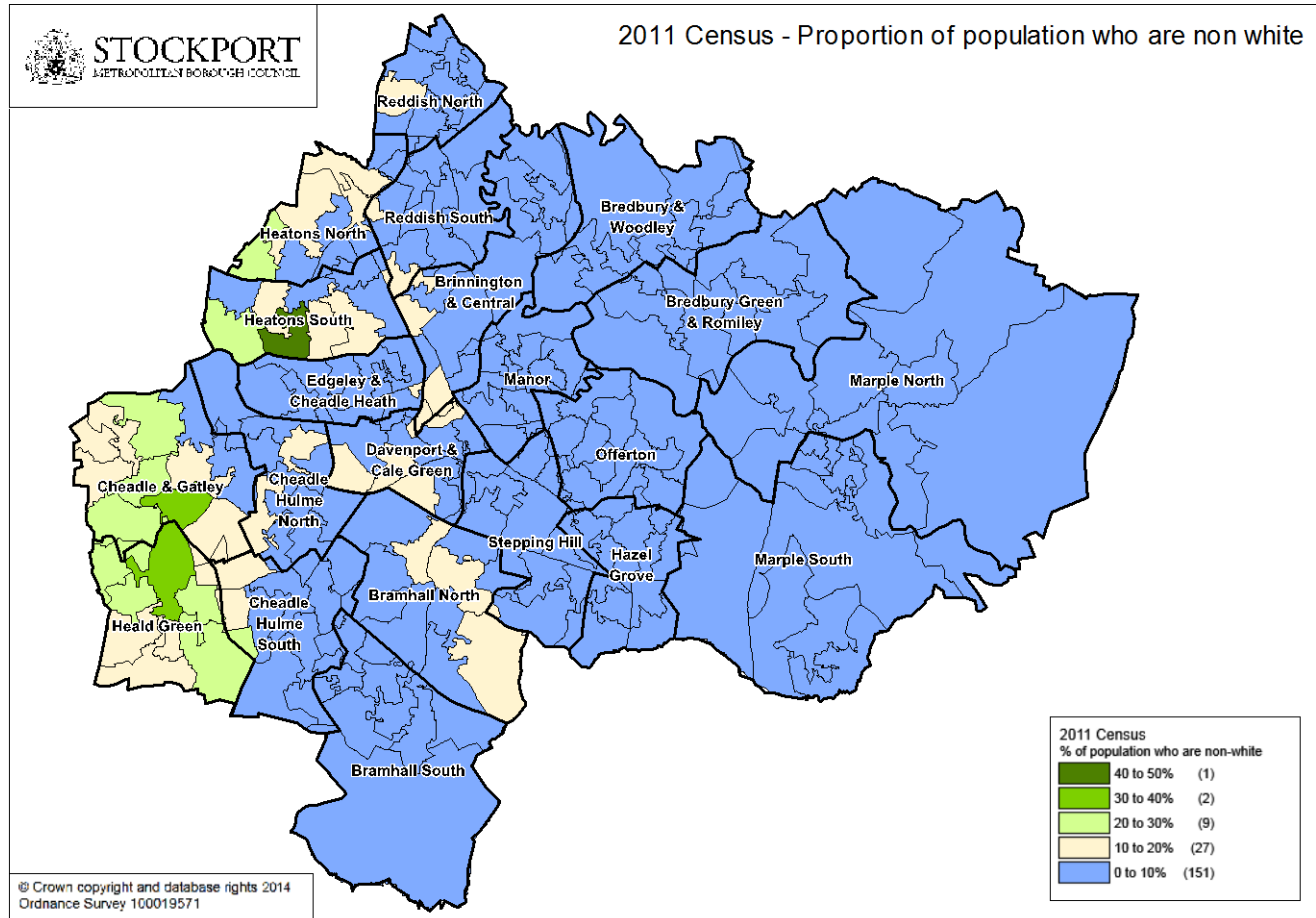 STOCKPORT
METROPOLITAN BOROUGH COUNCIL
2011 Census - Proportion of population who are non white
Reddish North
Reddish South
Heatons North
Bredbury &
Woodley
Brinnington
& Central
Bredbury Green
& Romiley
Heatons South
Edgeley &
Cheadle Heath
Manor
Marple North
Davenport &
Cale Green
Offerton
Cheadle & Gatley
Cheadle
Hulme
North
Stepping Hill
Hazel
Grove
Marple South
Bramhall North
Cheadle
Hulme
South
Heald Green
Bramhall South
2011 Census
% of population who are non-white
40 to 50% (1)
30 to 40% (2)
20 to 30% (9)
10 to 20% (27)
0 to 10% (151)
© Crown copyright and database rights 2014
Ordnance Survey 100019571